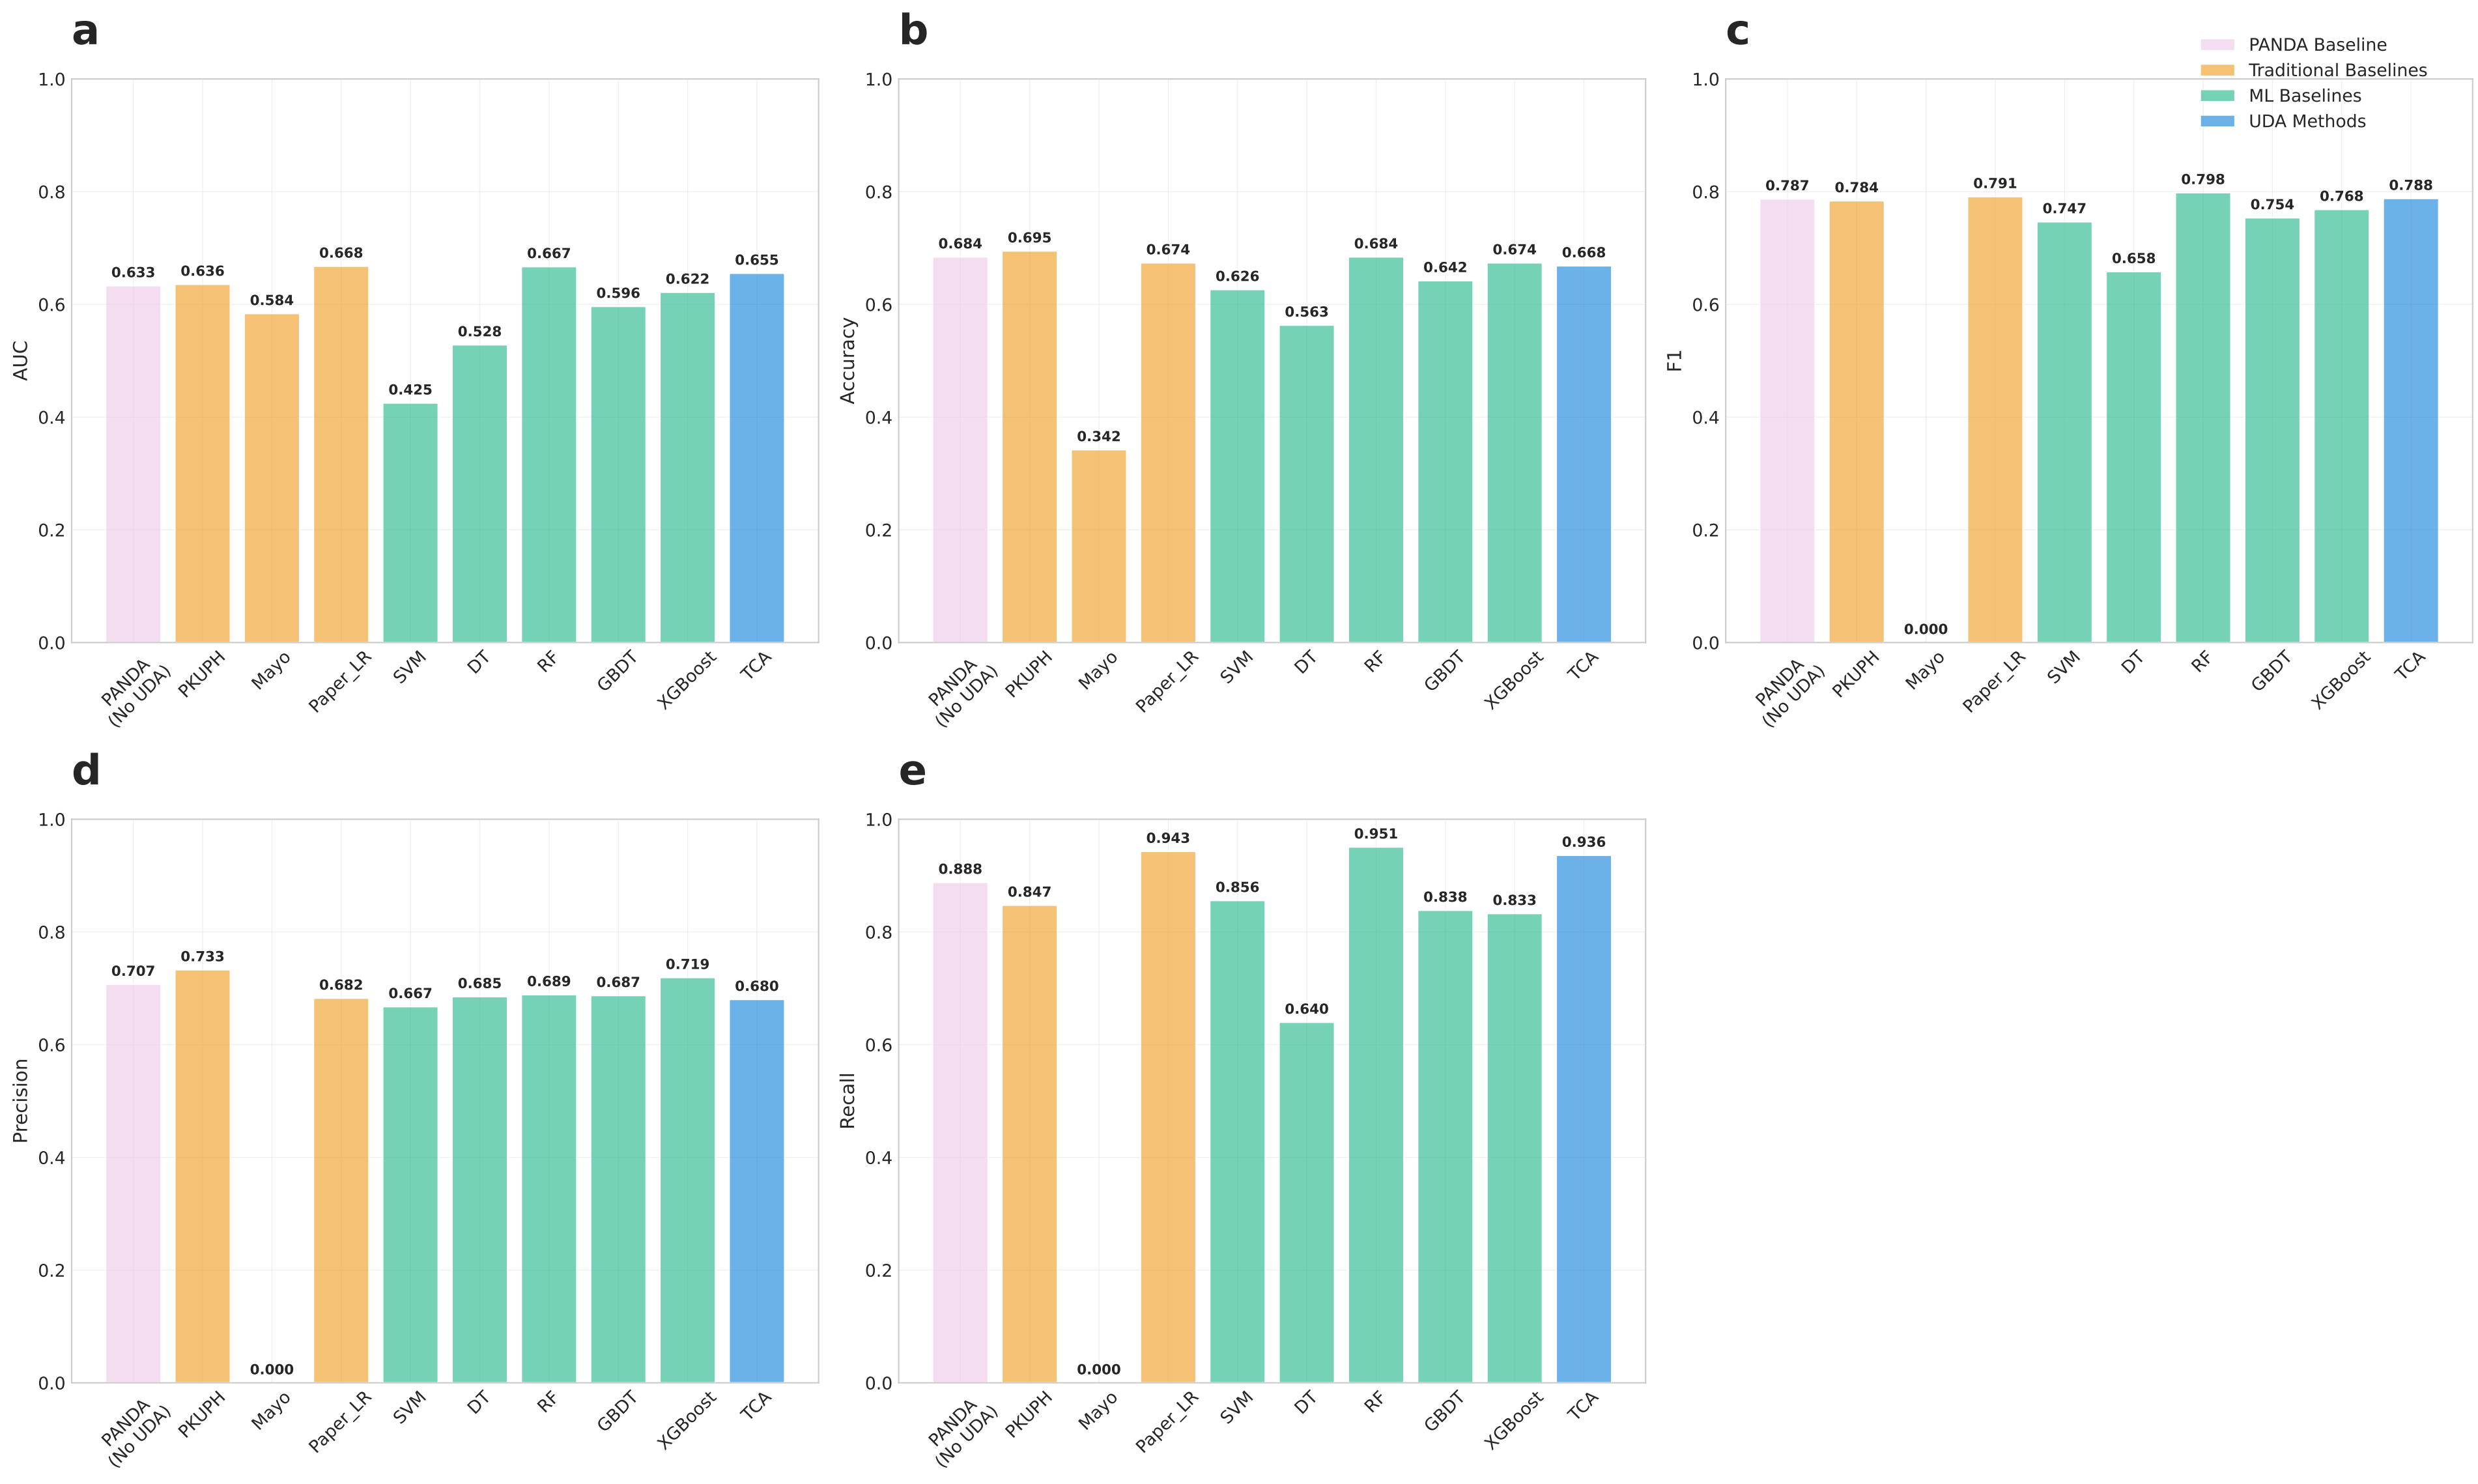 a
1.0
0.8
0.6
0.4
0.2
0.0
AUC
0.633
0.636
0.584
0.668
0.425
0.528
0.667
0.596
0.622
0.655
PANDA
(No UDA)
PKUPH
Mayo
Paper_LR
SVM
DT
RF
GBDT
XGBoost
TCA
b
1.0
0.8
0.6
0.4
0.2
0.0
Accuracy
0.684
0.695
0.342
0.674
0.626
0.563
0.684
0.642
0.674
0.668
PANDA
(No UDA)
PKUPH
Mayo
Paper_LR
SVM
DT
RF
GBDT
XGBoost
TCA
c
PANDA Baseline
Traditional Baselines
ML Baselines
UDA Methods
1.0
0.8
0.6
0.4
0.2
0.0
F1
0.787
0.784
0.000
0.791
0.747
0.658
0.798
0.754
0.768
0.788
PANDA
(No UDA)
PKUPH
Mayo
Paper_LR
SVM
DT
RF
GBDT
XGBoost
TCA
d
1.0
0.8
0.6
0.4
0.2
0.0
Precision
0.707
0.733
0.000
0.682
0.667
0.685
0.689
0.687
0.719
0.680
PANDA
(No UDA)
PKUPH
Mayo
Paper_LR
SVM
DT
RF
GBDT
XGBoost
TCA
e
1.0
0.8
0.6
0.4
0.2
0.0
Recall
0.888
0.847
0.000
0.943
0.856
0.640
0.951
0.838
0.833
0.936
PANDA
(No UDA)
PKUPH
Mayo
Paper_LR
SVM
DT
RF
GBDT
XGBoost
TCA